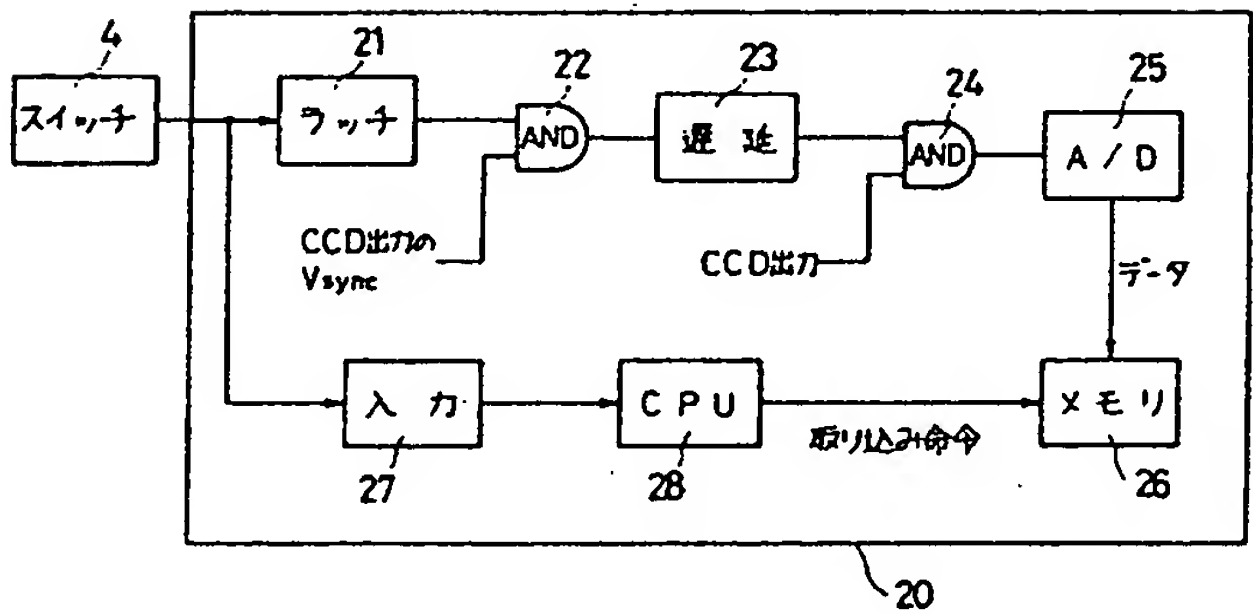 4
21
22
23
24
25
スイッチ
ラッチ
AND
遅延
AND
A/D
CCD出力の
Vsync
CCD出力
データ
入力
CPU
メモリ
取り込み命令
27
28
26
20